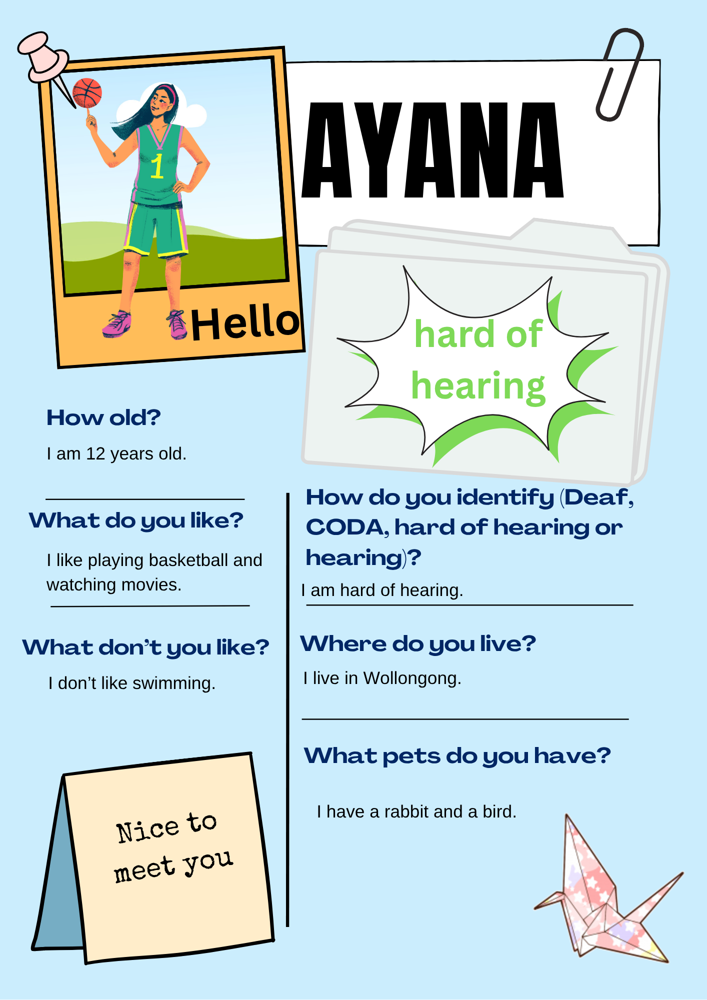 AYANA
1
Hello
hard of
hearing
How old?
I am 12 years old.
What do you like?
I like playing basketball and
watching movies.
What don’t you like?
I don’t like swimming.
Nice to
meet you
How do you identify (Deaf,
CODA, hard of hearing or
hearing)?
I am hard of hearing.
Where do you live?
I live in Wollongong.
What pets do you have?
I have a rabbit and a bird.